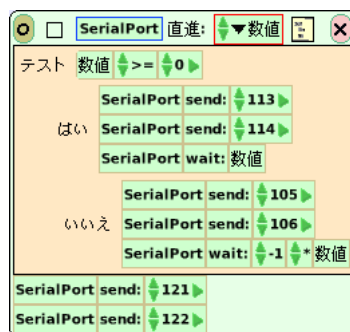 SerialPort 直進: 数値
テスト 数値 >= 0
はい
SerialPort send: 113
SerialPort send: 114
SerialPort wait: 数値
いいえ
SerialPort send: 105
SerialPort send: 106
SerialPort wait: -1 * 数値
SerialPort send: 121
SerialPort send: 122